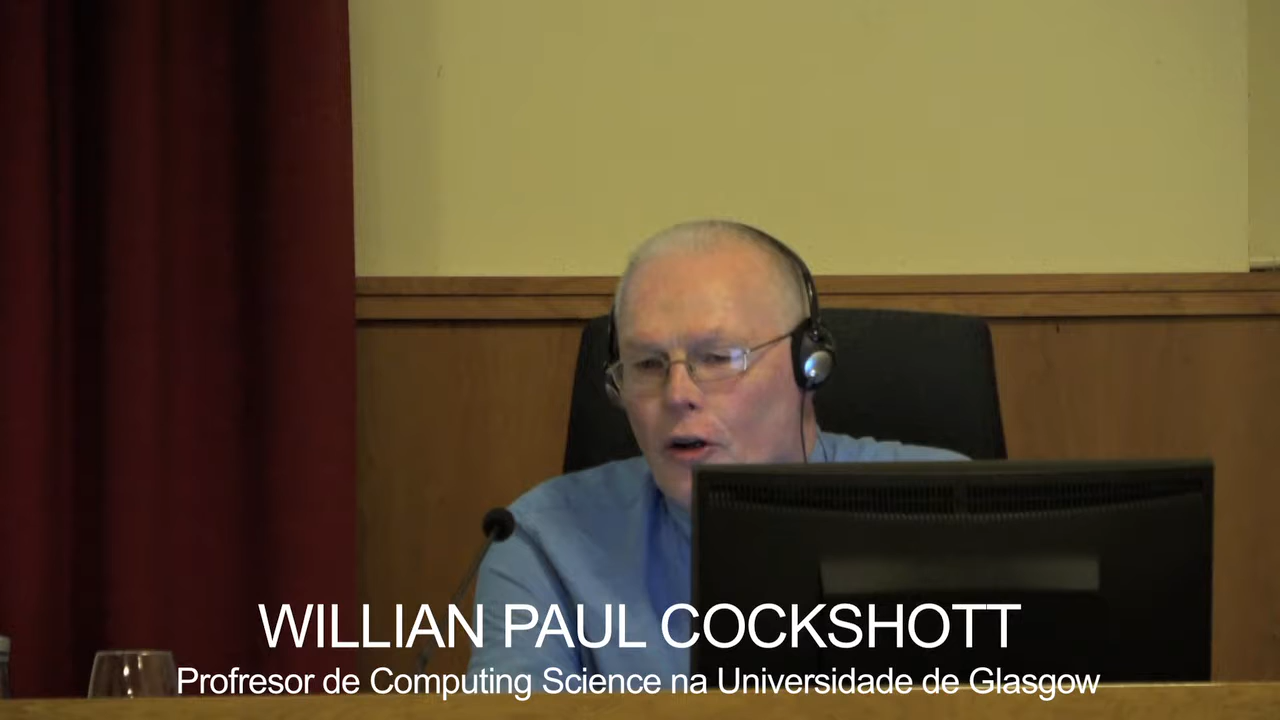 WILLIAN PAUL COCKSHOTT
Profresor de Computing Science na Universidade de Glasgow